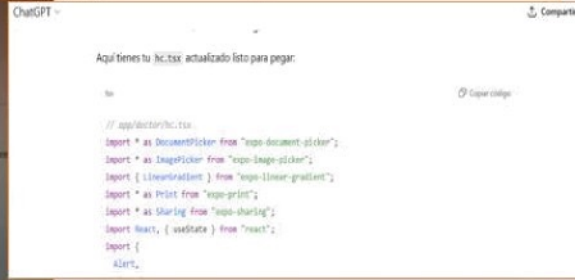 ChatGPT
Comparti
Aquí tienes tu hc.tsx actualizado listo para pegar:
tsx
Copiar código
// app/doctor/hc.tsx
import * as DocumentPicker from "expo-document-picker";
import * as ImagePicker from "expo-image-picker";
import { LinearGradient } from "expo-linear-gradient";
import * as Print from "expo-print";
import * as Sharing from "expo-sharing";
import React, { useState } from "react";
import {
Alert,